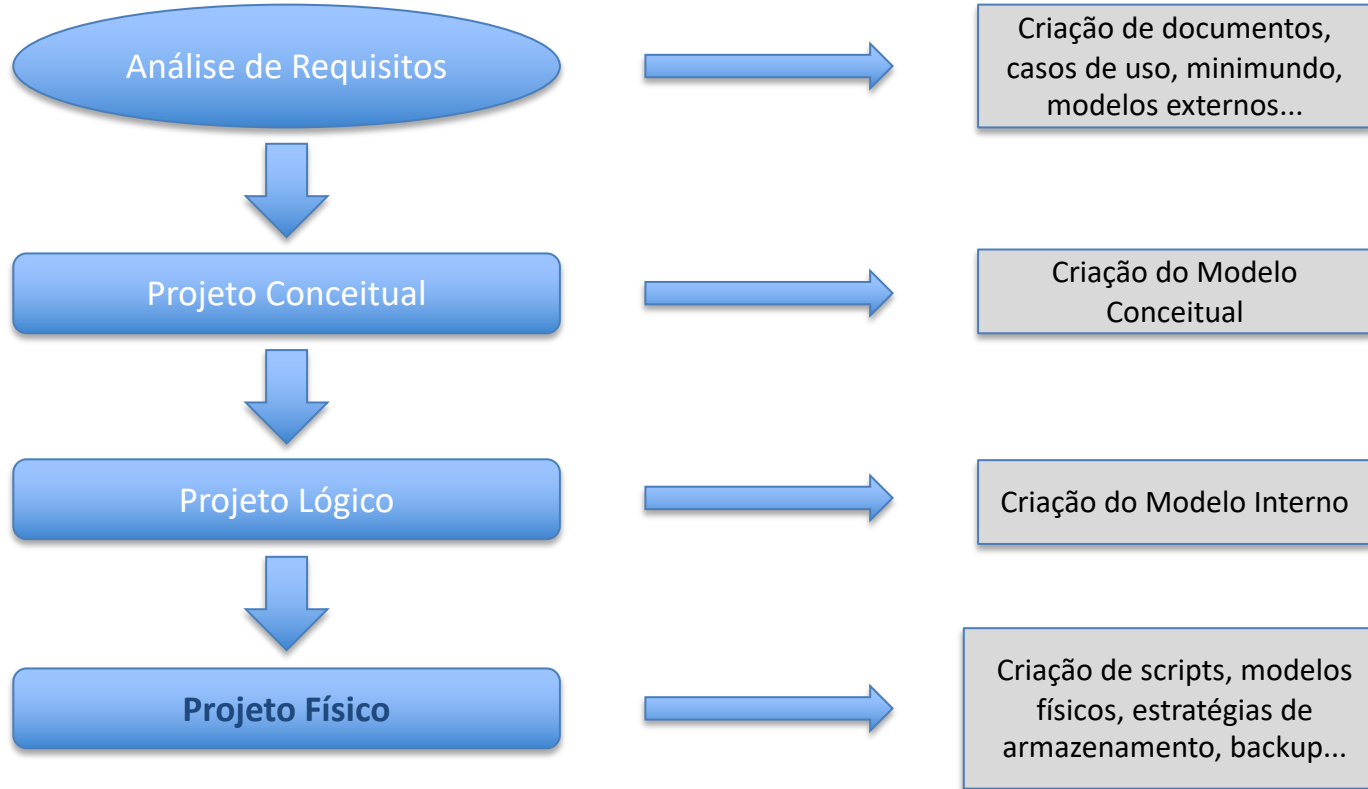 Análise de Requisitos
Criação de documentos,
casos de uso, minimundo,
modelos externos...
Projeto Conceitual
Criação do Modelo
Conceitual
Projeto Lógico
Criação do Modelo Interno
Projeto Físico
Criação de scripts, modelos
físicos, estratégias de
armazenamento, backup...